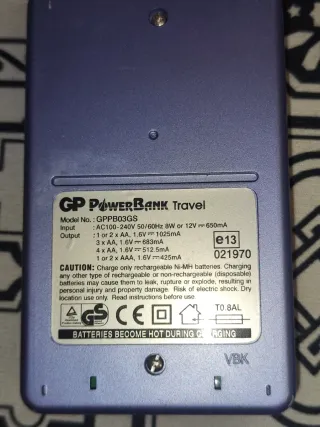 GP POWERBANK Travel
Model No. : GPPB03GS
Input : AC100-240V 50/60Hz 8W or 12V ⎓ 650mA
Output : 1 or 2 x AA, 1.6V ⎓ 1025mA
3 x AA, 1.6V ⎓ 683mA
4 x AA, 1.6V ⎓ 512.5mA
1 or 2 x AAA, 1.6V ⎓ 425mA
e13
021970
CAUTION: Charge only rechargeable Ni-MH batteries. Charging
any other type of rechargeable or non-rechargeable (disposable)
batteries may cause them to leak, rupture or explode, resulting in
personal injury and property damage. Risk of electric shock. Dry
location use only. Read instructions before use.
GS
CE
T0.8AL
BATTERIES BECOME HOT DURING CHARGING
VBK